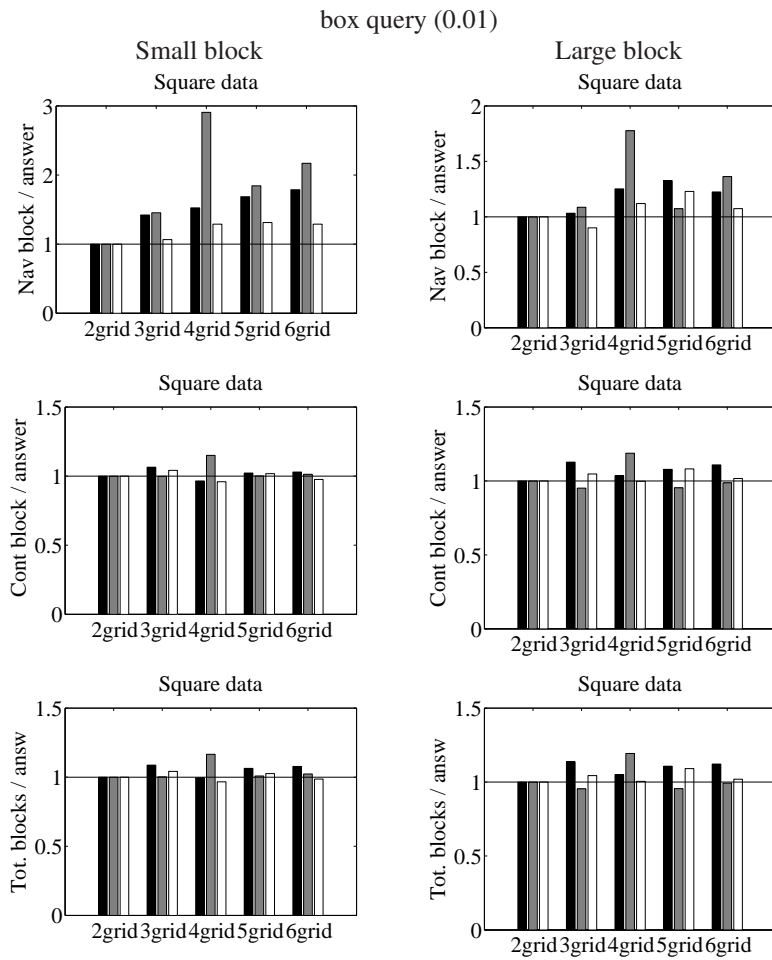 box query (0.01)
Small block
Square data
Nav block / answer
3
2
1
0
2grid 3grid 4grid 5grid 6grid
Large block
Square data
Nav block / answer
2
1.5
1
0.5
0
2grid 3grid 4grid 5grid 6grid
Square data
Cont block / answer
1.5
1
0.5
0
2grid 3grid 4grid 5grid 6grid
Square data
Cont block / answer
1.5
1
0.5
0
2grid 3grid 4grid 5grid 6grid
Square data
Tot. blocks / answ
1.5
1
0.5
0
2grid 3grid 4grid 5grid 6grid
Square data
Tot. blocks / answ
1.5
1
0.5
0
2grid 3grid 4grid 5grid 6grid